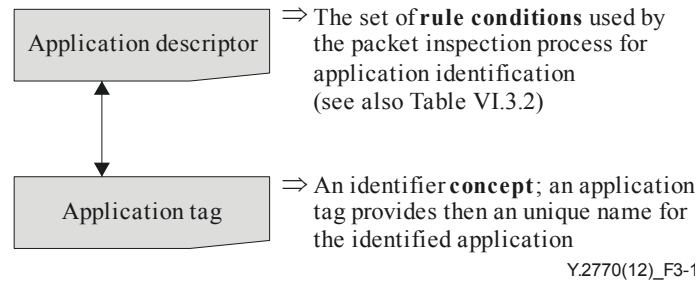 Application descriptor
⇒ The set of rule conditions used by
the packet inspection process for
application identification
(see also Table VI.3.2)
Application tag
⇒ An identifier concept; an application
tag provides then an unique name for
the identified application
Y.2770(12)_F3-1